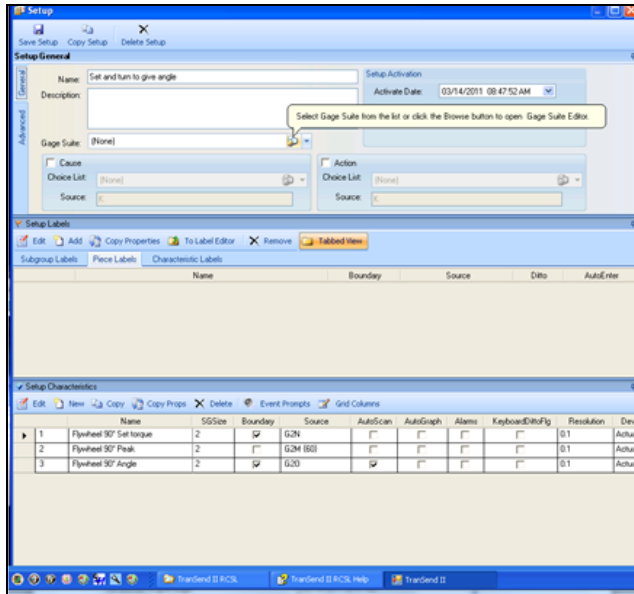 Setup
Save Setup Copy Setup Delete Setup
Setup General
General
Advanced
Name: Set and turn to give angle
Description:
Gage Suite: (None)
Setup Activation
Activate Date: 03/14/2011 08:47:52 AM
Select Gage Suite from the list or click the Browse button to open Gage Suite Editor.
Cause
Choice List: (None)
Source: K
Action
Choice List: (None)
Source: K
Setup Labels
Edit Add Copy Properties To Label Editor Remove Tabbed View
Subgroup Labels Piece Labels Characteristic Labels
Name Boundary Source Ditto AutoEnter
Setup Characteristics
Edit New Copy Copy Props Delete Event Prompts Grid Columns
Name SGSize Boundary Source AutoScan AutoGraph Alarms KeyboardDittoFlg Resolution Dev
1 Flywheel 90° Set torque 2 G2N 0.1 Actua
2 Flywheel 90° Peak 2 G2M (60) 0.1 Actua
3 Flywheel 90° Angle 2 G2O 0.1 Actua
TranSend II RCSL TranSend II RCSL Help TranSend II